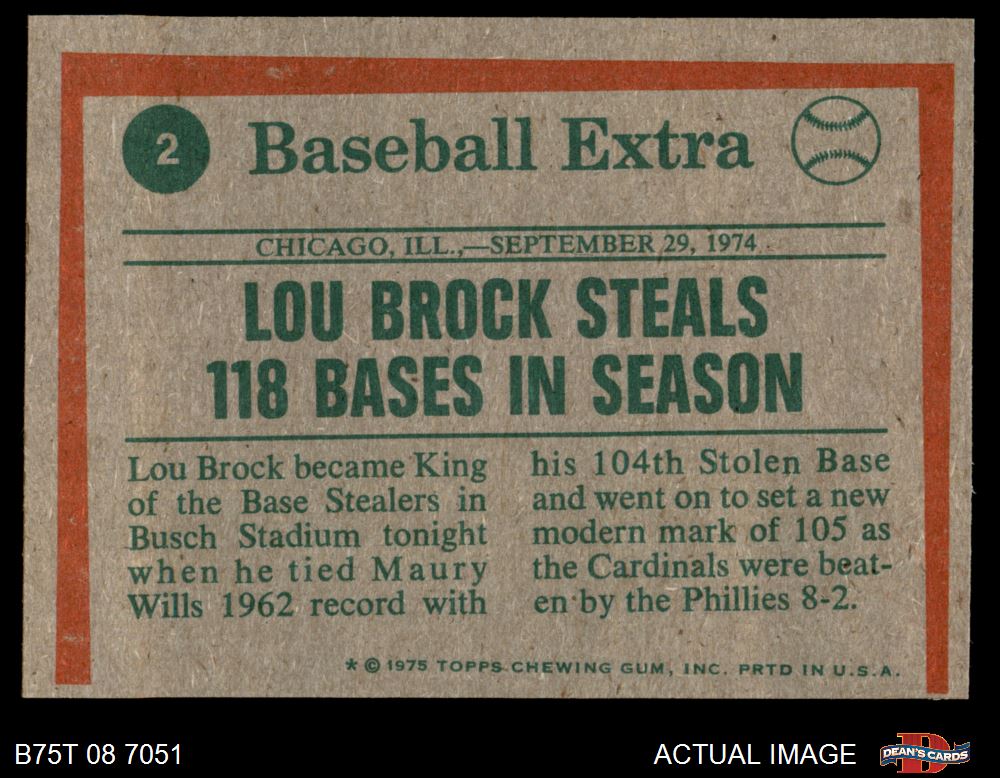 2
Baseball Extra
CHICAGO, ILL.,—SEPTEMBER 29, 1974
LOU BROCK STEALS
118 BASES IN SEASON
Lou Brock became King
of the Base Stealers in
Busch Stadium tonight
when he tied Maury
Wills 1962 record with
his 104th Stolen Base
and went on to set a new
modern mark of 105 as
the Cardinals were beat-
en by the Phillies 8-2.
* © 1975 TOPPS CHEWING GUM, INC. PRTD IN U.S.A.
B75T 08 7051
ACTUAL IMAGE
D
DEAN'S CARDS